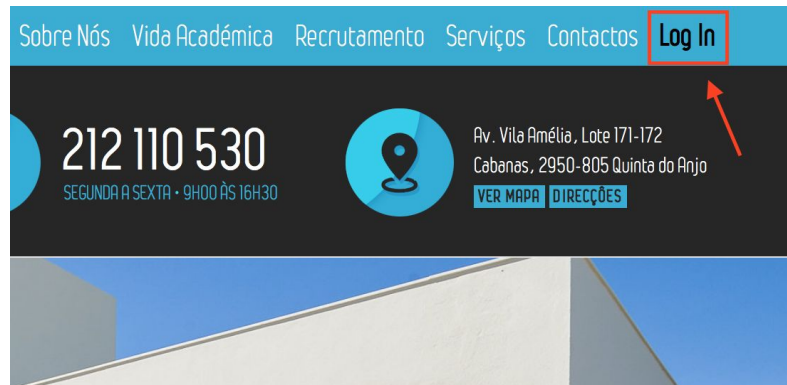 Sobre Nós Vida Académica Recrutamento Serviços Contactos Log In
212 110 530
SEGUNDA A SEXTA • 9H00 ÀS 16H30
Av. Vila Amélia, Lote 171-172
Cabanas, 2950-805 Quinta do Anjo
VER MAPA DIRECÇÕES